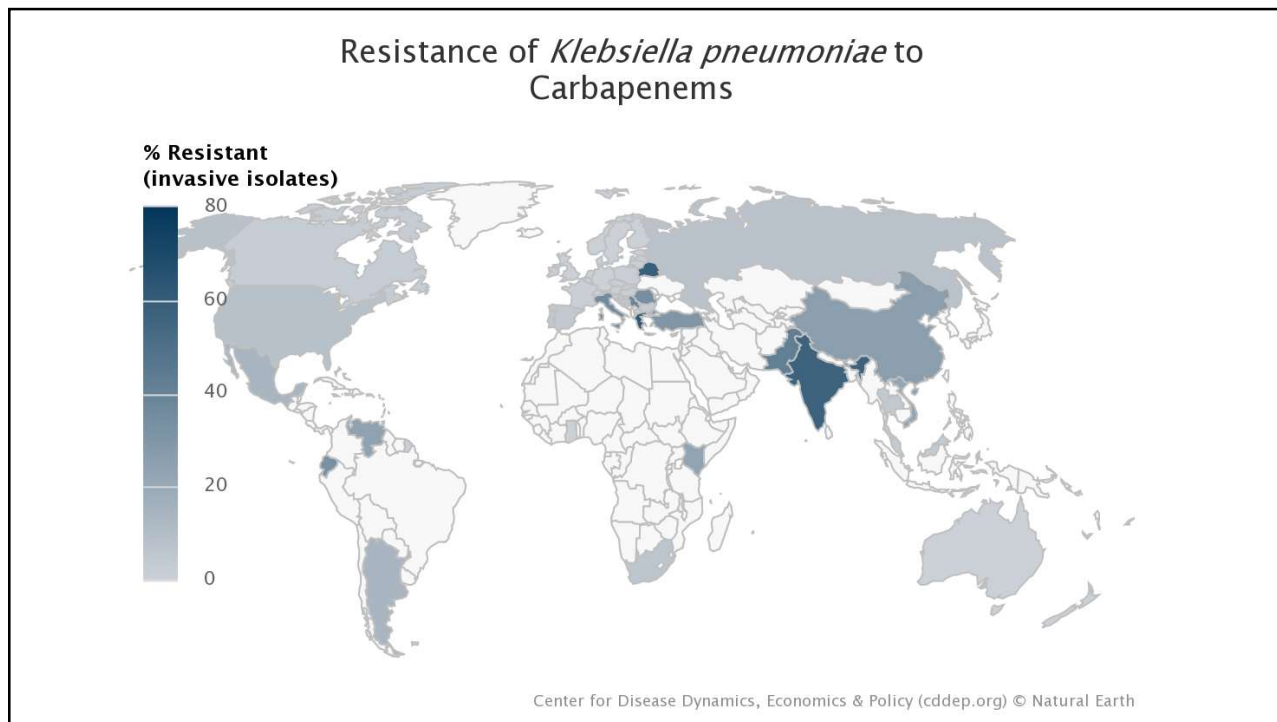 Resistance of Klebsiella pneumoniae to
Carbapenems
% Resistant
(invasive isolates)
80
60
40
20
0
Center for Disease Dynamics, Economics & Policy (cddep.org) © Natural Earth